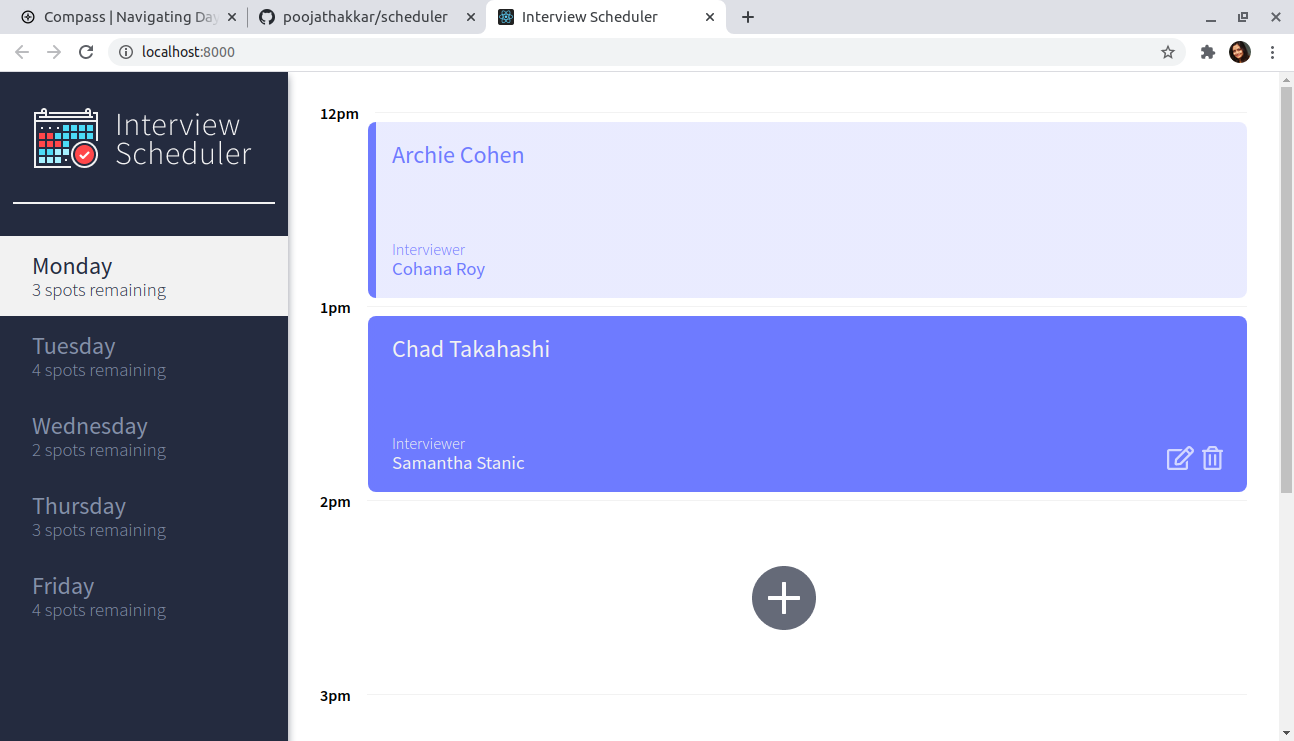 Compass | Navigating Day
poojathakkar/scheduler
Interview Scheduler
localhost:8000
Interview
Scheduler
Monday
3 spots remaining
Tuesday
4 spots remaining
Wednesday
2 spots remaining
Thursday
3 spots remaining
Friday
4 spots remaining
12pm
Archie Cohen
Interviewer
Cohana Roy
1pm
Chad Takahashi
Interviewer
Samantha Stanic
2pm
3pm